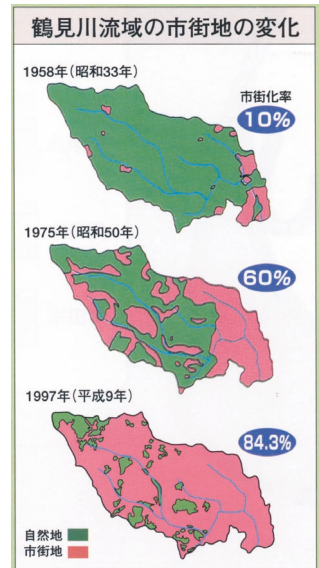 鶴見川流域の市街地の変化
1958年(昭和33年)
市街化率
10%
1975年(昭和50年)
60%
1997年(平成9年)
84.3%
自然地
市街地